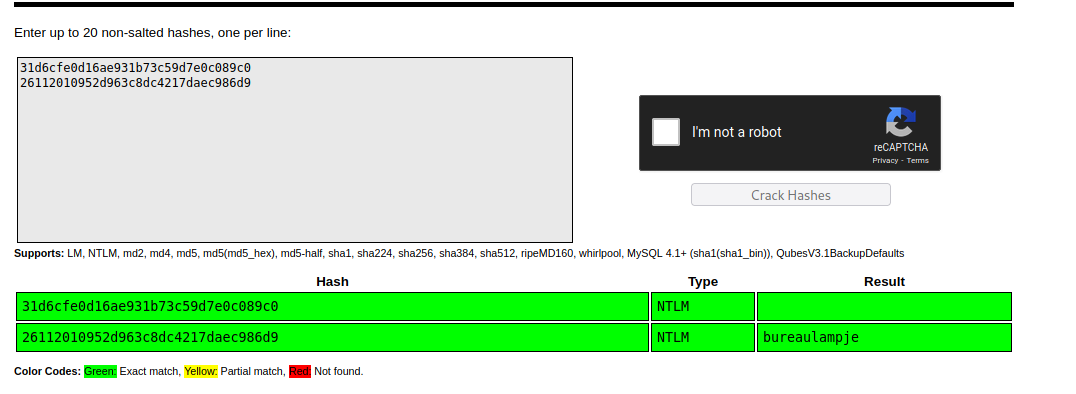 Enter up to 20 non-salted hashes, one per line:
31d6cfe0d16ae931b73c59d7e0c089c0
26112010952d963c8dc4217daec986d9
I'm not a robot
reCAPTCHA
Privacy - Terms
Crack Hashes
Supports: LM, NTLM, md2, md4, md5, md5(md5_hex), md5-half, sha1, sha224, sha256, sha384, sha512, ripeMD160, whirlpool, MySQL 4.1+ (sha1(sha1_bin)), QubesV3.1BackupDefaults
Hash Type Result
31d6cfe0d16ae931b73c59d7e0c089c0 NTLM
26112010952d963c8dc4217daec986d9 NTLM bureaulampje
Color Codes: Green: Exact match, Yellow: Partial match, Red: Not found.